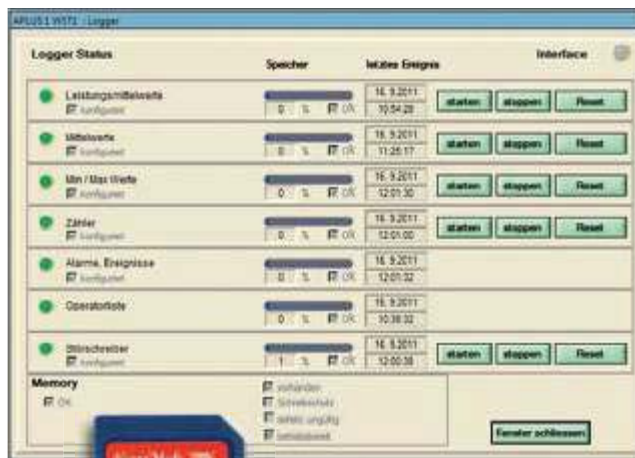 APLUS1 W571 : Logger
Logger Status Speicher letztes Ereignis Interface
Leistungsmittelwerte 16. 9.2011 starten stoppen Reset
konfiguriert 0 % ok 10:54:28
Mittelwerte 16. 9.2011 starten stoppen Reset
konfiguriert 0 % ok 11:25:17
Min / Max Werte 16. 9.2011 starten stoppen Reset
konfiguriert 0 % ok 12:01:30
Zähler 16. 9.2011 starten stoppen Reset
konfiguriert 0 % ok 12:01:00
Alarme, Ereignisse 16. 9.2011
konfiguriert 0 % ok 12:01:02
Operatorliste 16. 9.2011
0 % ok 10:38:32
Störschreiber 16. 9.2011 starten stoppen Reset
konfiguriert 1 % ok 12:00:38
Memory
OK
vorhanden
Schreibschutz
defekt, ungültig
Fenster schliessen